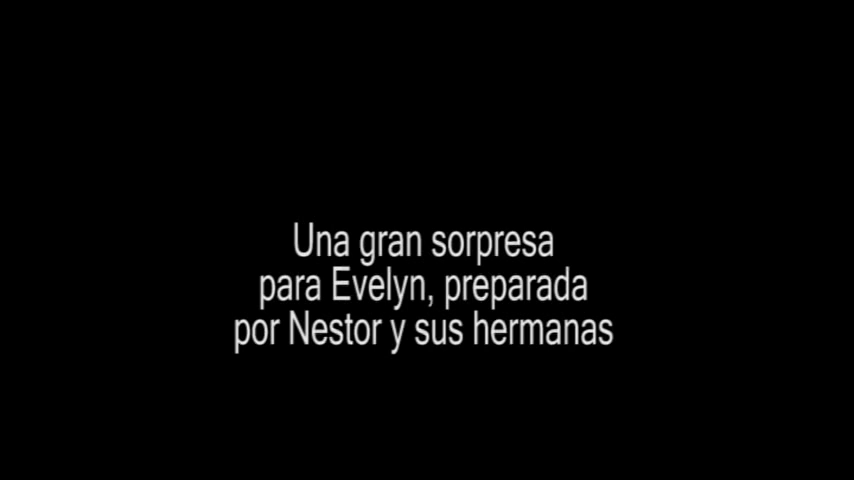 Una gran sorpresa
para Evelyn, preparada
por Nestor y sus hermanas